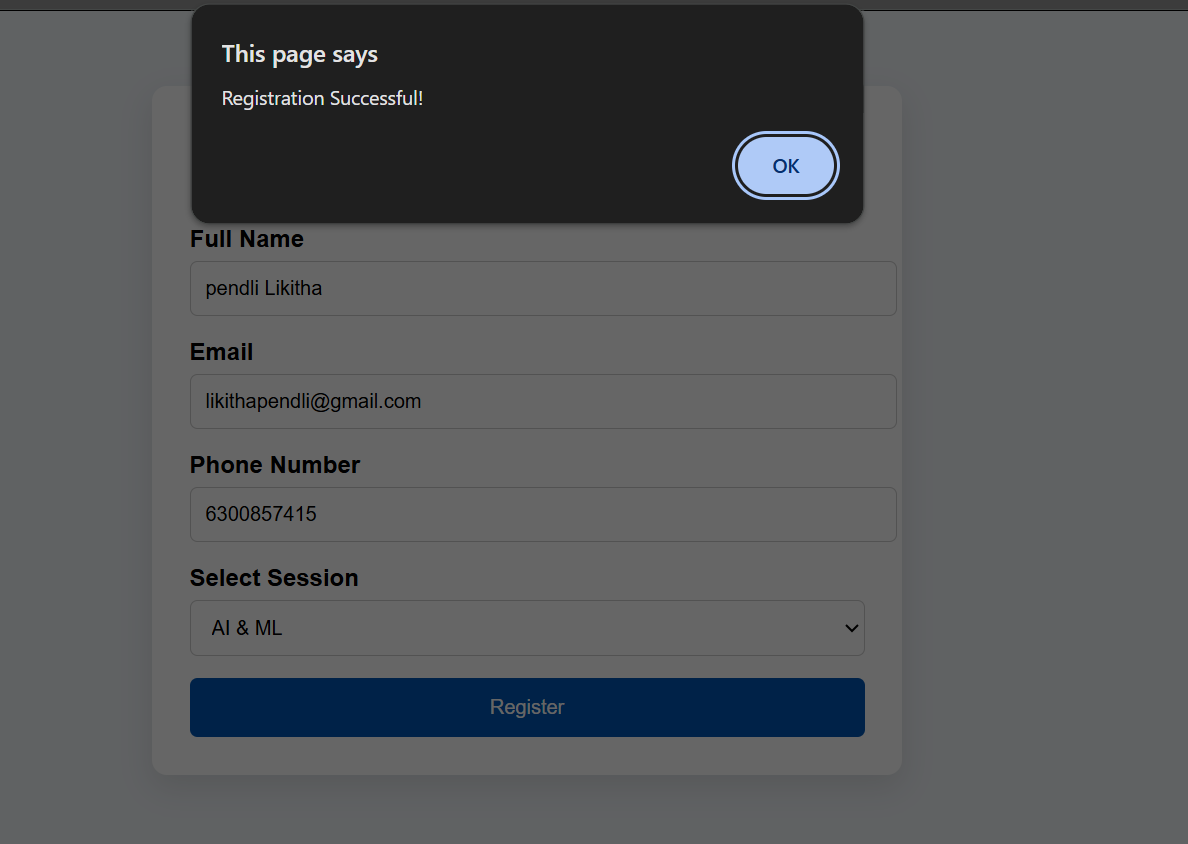 This page says
Registration Successful!
OK
Full Name
pendli Likitha
Email
likithapendli@gmail.com
Phone Number
6300857415
Select Session
AI & ML
Register